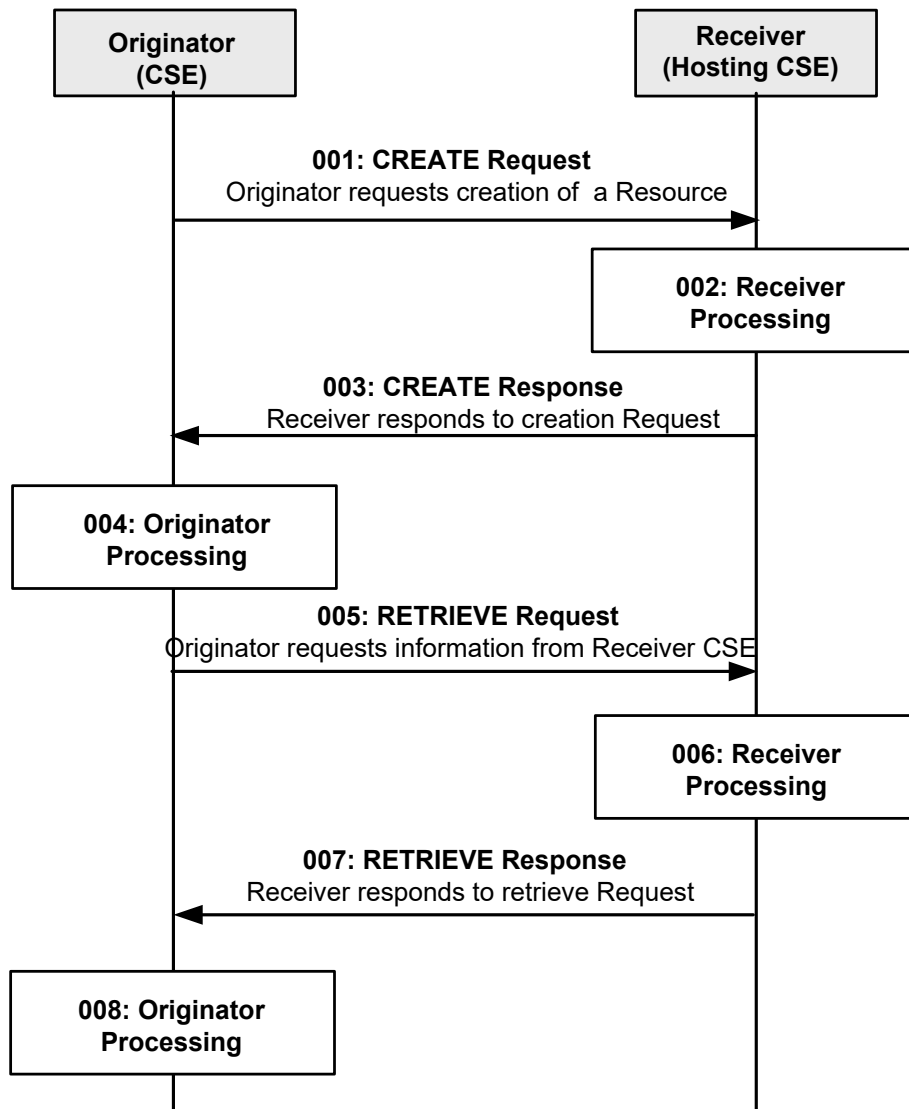 Originator
(CSE)
Receiver
(Hosting CSE)
001: CREATE Request
Originator requests creation of a Resource
002: Receiver
Processing
003: CREATE Response
Receiver responds to creation Request
004: Originator
Processing
005: RETRIEVE Request
Originator requests information from Receiver CSE
006: Receiver
Processing
007: RETRIEVE Response
Receiver responds to retrieve Request
008: Originator
Processing